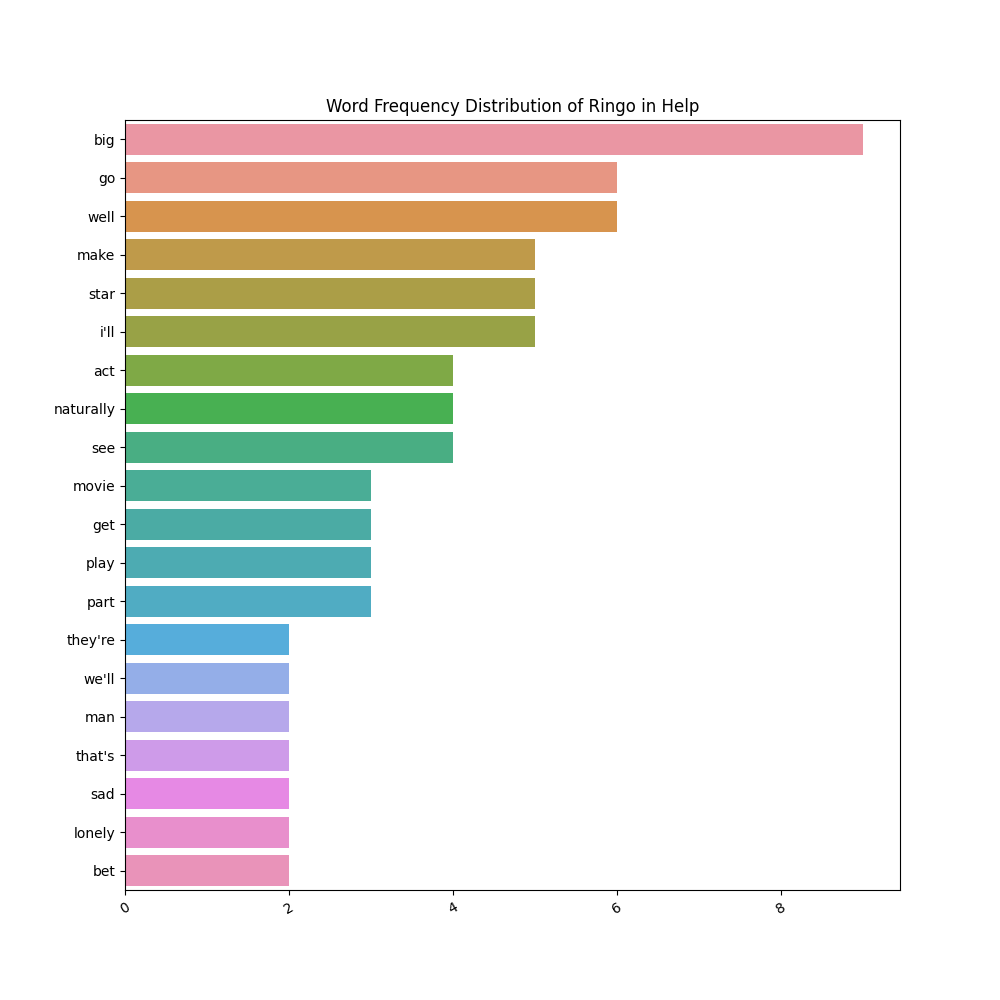 Word Frequency Distribution of Ringo in Help
big
go
well
make
star
i'll
act
naturally
see
movie
get
play
part
they're
we'll
man
that's
sad
lonely
bet
0 2 4 6 8